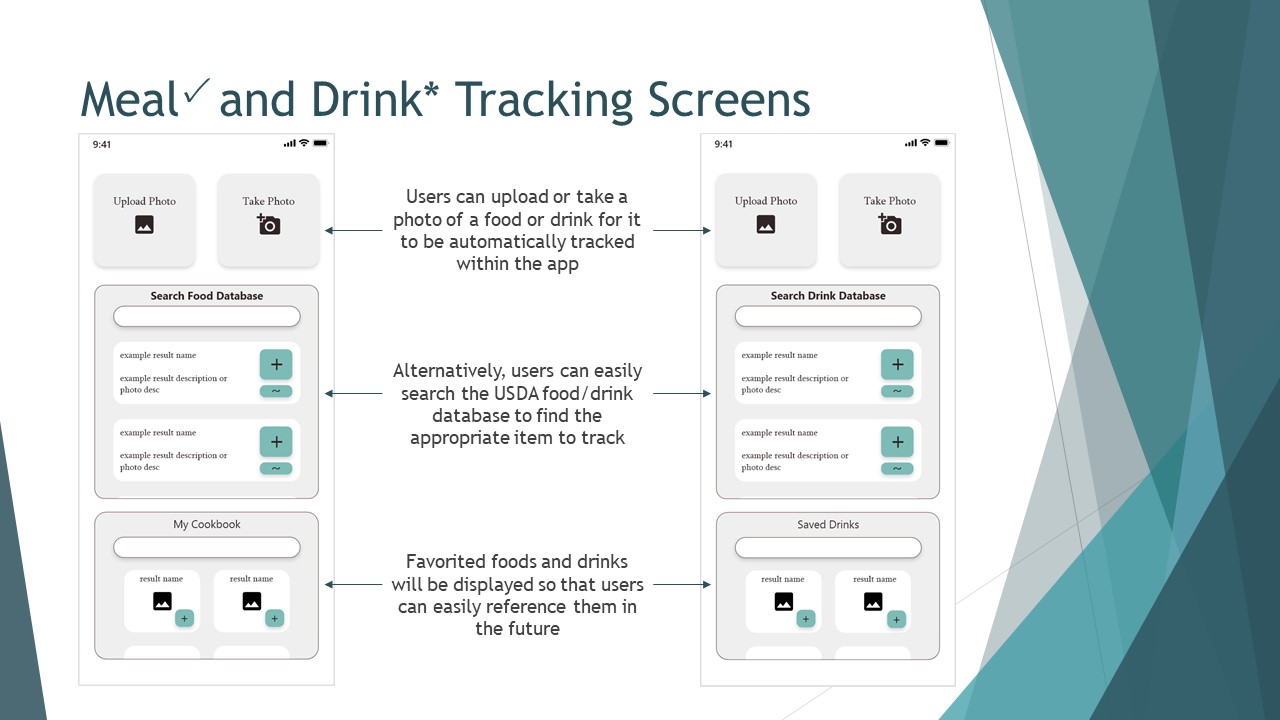 Meal✓ and Drink* Tracking Screens
9:41
Upload Photo
Take Photo
Search Food Database
example result name
+
example result description or
photo desc
~
example result name
+
example result description or
photo desc
~
My Cookbook
result name
result name
+
+
Users can upload or take a
photo of a food or drink for it
to be automatically tracked
within the app
Alternatively, users can easily
search the USDA food/drink
database to find the
appropriate item to track
Favorited foods and drinks
will be displayed so that users
can easily reference them in
the future
9:41
Upload Photo
Take Photo
Search Drink Database
example result name
+
example result description or
photo desc
~
example result name
+
example result description or
photo desc
~
Saved Drinks
result name
result name
+
+